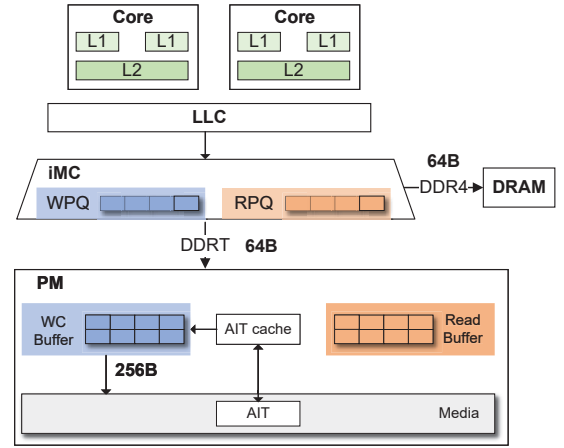 Core
Core
L1
L1
L1
L1
L2
L2
LLC
iMC
64B
WPQ
RPQ
DDR4
DRAM
DDRT
64B
PM
WC
Buffer
AIT cache
Read
Buffer
256B
AIT
Media